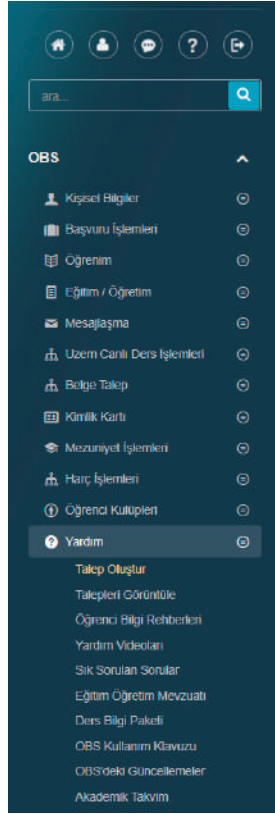 ara...
OBS
Kişisel Bilgiler
Başvuru İşlemleri
Öğrenim
Eğitim / Öğretim
Mesajlaşma
Uzem Canlı Ders İşlemleri
Belge Talep
Kimlik Kartı
Mezuniyet İşlemleri
Harç İşlemleri
Öğrenci Kulüpleri
Yardım
Talep Oluştur
Talepleri Görüntüle
Öğrenci Bilgi Rehberleri
Yardım Videoları
Sık Sorulan Sorular
Eğitim Öğretim Mevzuatı
Ders Bilgi Paketi
OBS Kullanım Klavuzu
OBS'deki Güncellemeler
Akademik Takvim